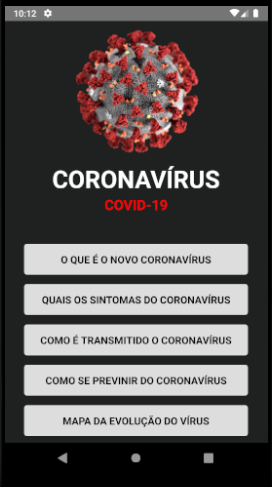 10:12
CORONAVÍRUS
COVID-19
O QUE É O NOVO CORONAVÍRUS
QUAIS OS SINTOMAS DO CORONAVÍRUS
COMO É TRANSMITIDO O CORONAVÍRUS
COMO SE PREVINIR DO CORONAVÍRUS
MAPA DA EVOLUÇÃO DO VÍRUS